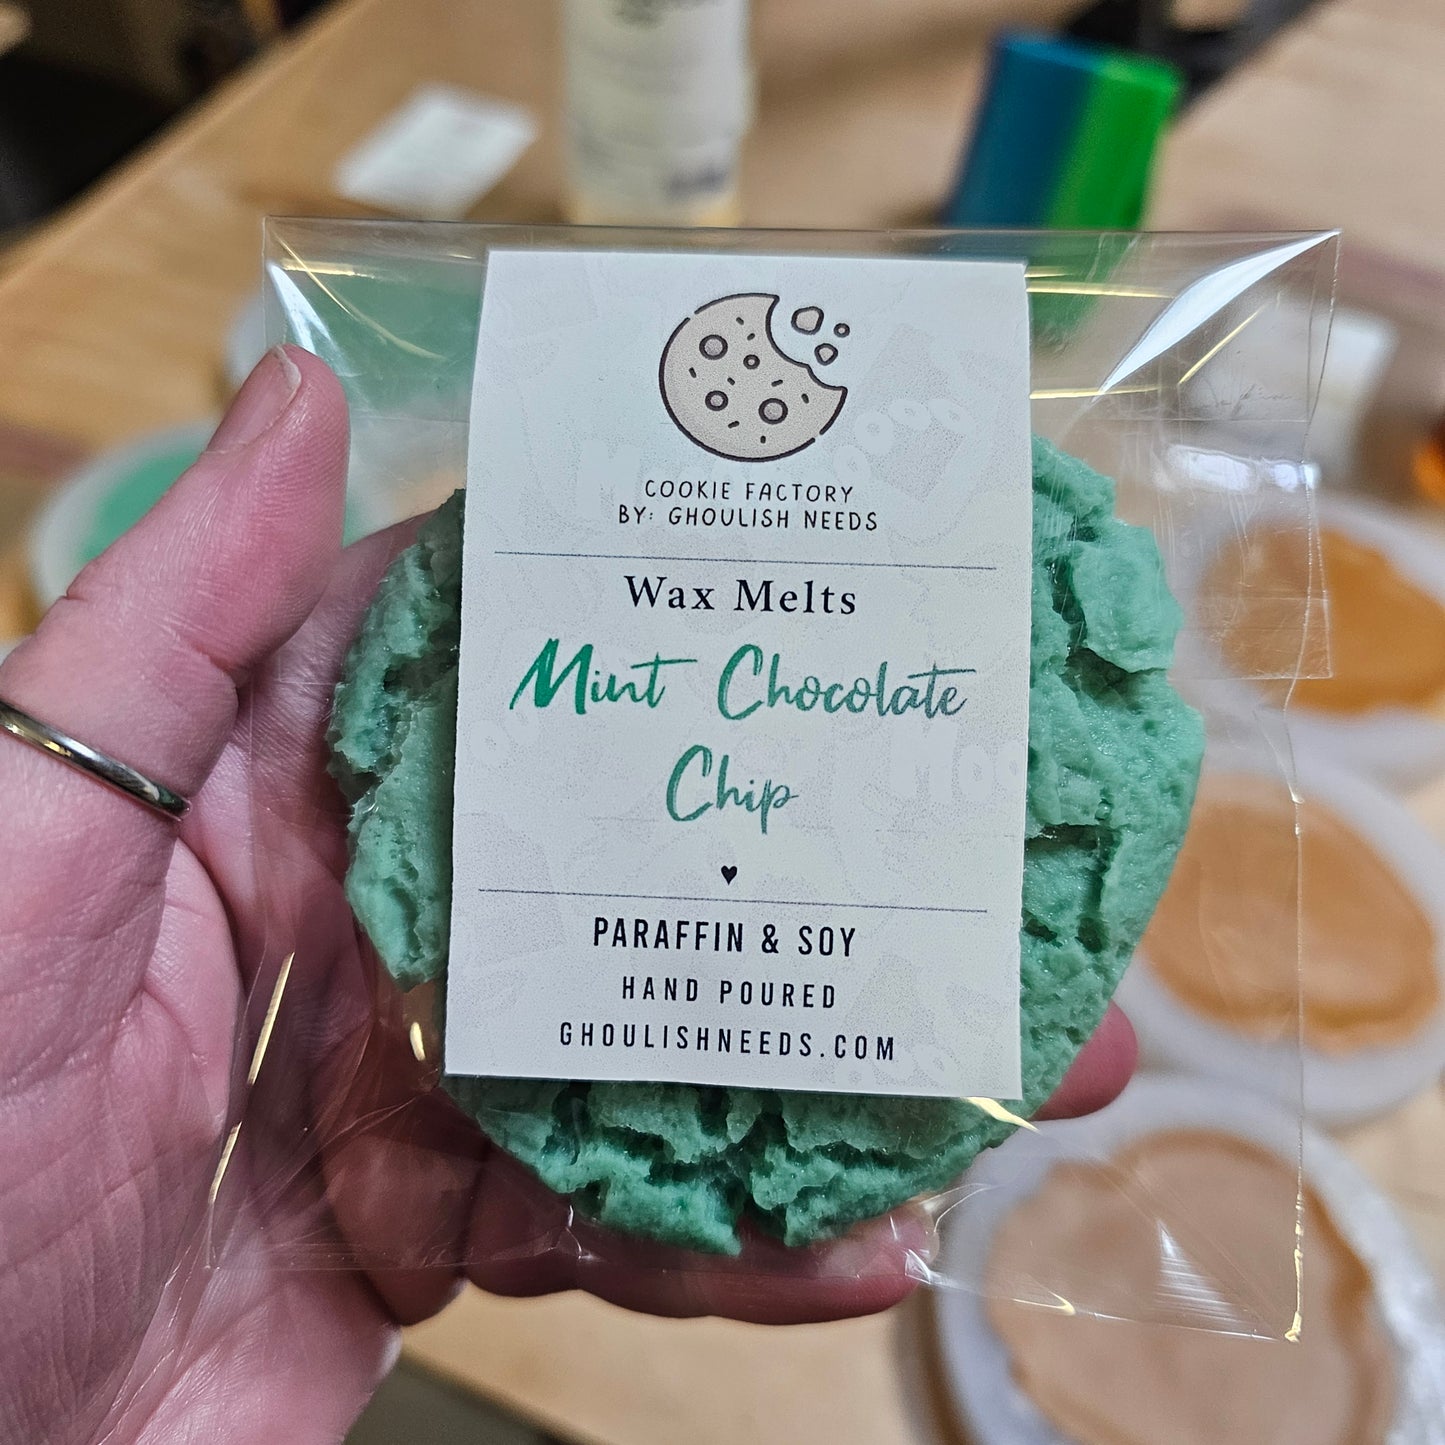 COOKIE FACTORY
BY: GHOULISH NEEDS
Wax Melts
Mint Chocolate
Chip
PARAFFIN & SOY
HAND POURED
GHOULISHNEEDS.COM